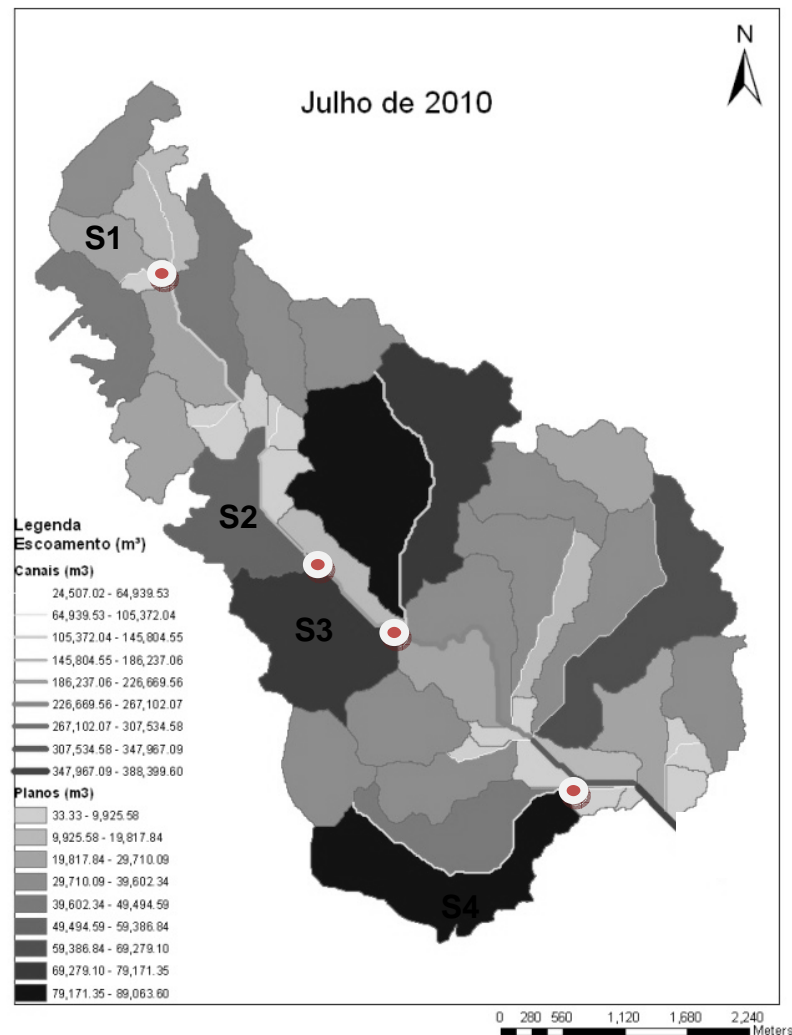 N
Julho de 2010
S1
S2
S3
S4
Legenda
Escoamento (m³)
Canais (m3)
24,507.02 - 64,939.53
64,939.53 - 105,372.04
105,372.04 - 145,804.55
145,804.55 - 186,237.06
186,237.06 - 226,669.56
226,669.56 - 267,102.07
267,102.07 - 307,534.58
307,534.58 - 347,967.09
347,967.09 - 388,399.60
Planos (m3)
33.33 - 9,925.58
9,925.58 - 19,817.84
19,817.84 - 29,710.09
29,710.09 - 39,602.34
39,602.34 - 49,494.59
49,494.59 - 59,386.84
59,386.84 - 69,279.10
69,279.10 - 79,171.35
79,171.35 - 89,063.60
0 280 560 1,120 1,680 2,240
Meters